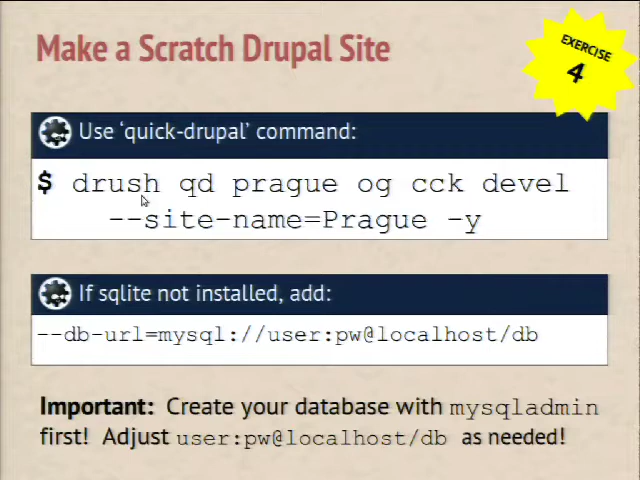 Make a Scratch Drupal Site
EXERCISE
4
Use ‘quick-drupal’ command:
$ drush qd prague og cck devel
--site-name=Prague -y
If sqlite not installed, add:
--db-url=mysql://user:pw@localhost/db
Important: Create your database with mysqladmin
first! Adjust user:pw@localhost/db as needed!